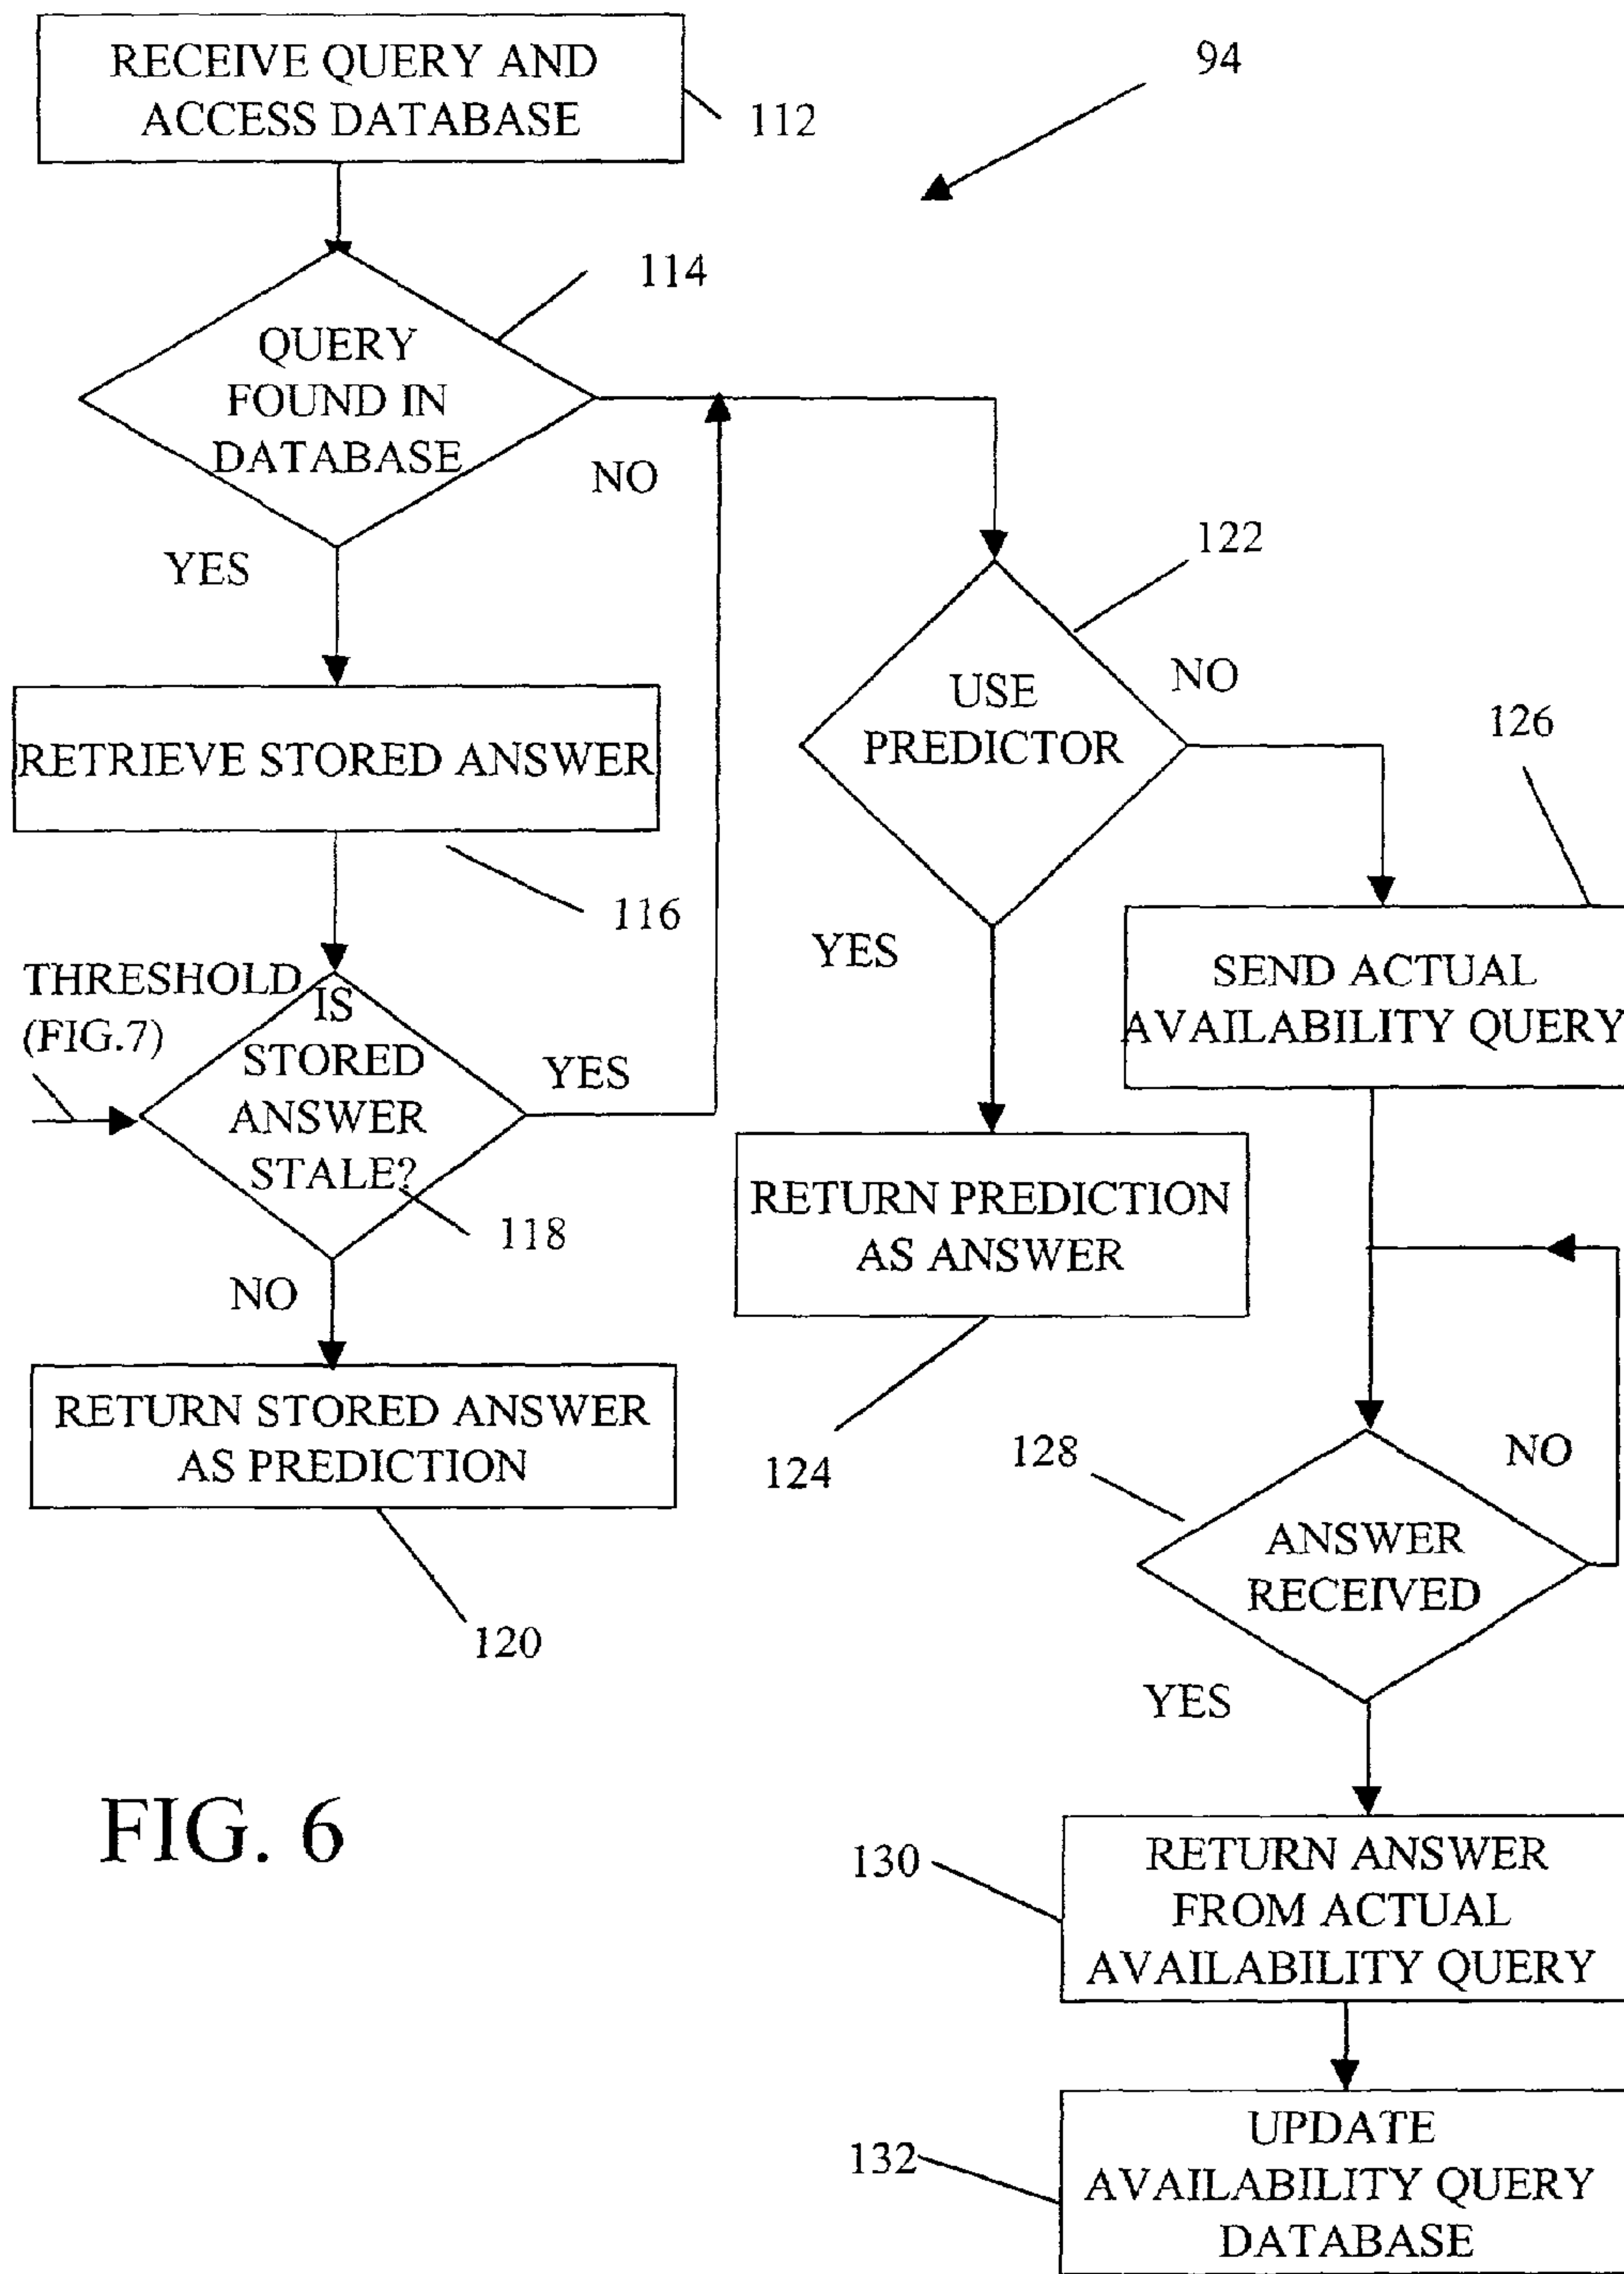 RECEIVE QUERY AND
ACCESS DATABASE
112
94
114
QUERY
FOUND IN
DATABASE
NO
YES
122
USE
PREDICTOR
NO
RETRIEVE STORED ANSWER
116
126
YES
SEND ACTUAL
AVAILABILITY QUERY
THRESHOLD
(FIG.7)
IS
STORED
ANSWER
STALE?
YES
118
NO
RETURN PREDICTION
AS ANSWER
124
RETURN STORED ANSWER
AS PREDICTION
120
128
NO
ANSWER
RECEIVED
YES
FIG. 6
130
RETURN ANSWER
FROM ACTUAL
AVAILABILITY QUERY
132
UPDATE
AVAILABILITY QUERY
DATABASE